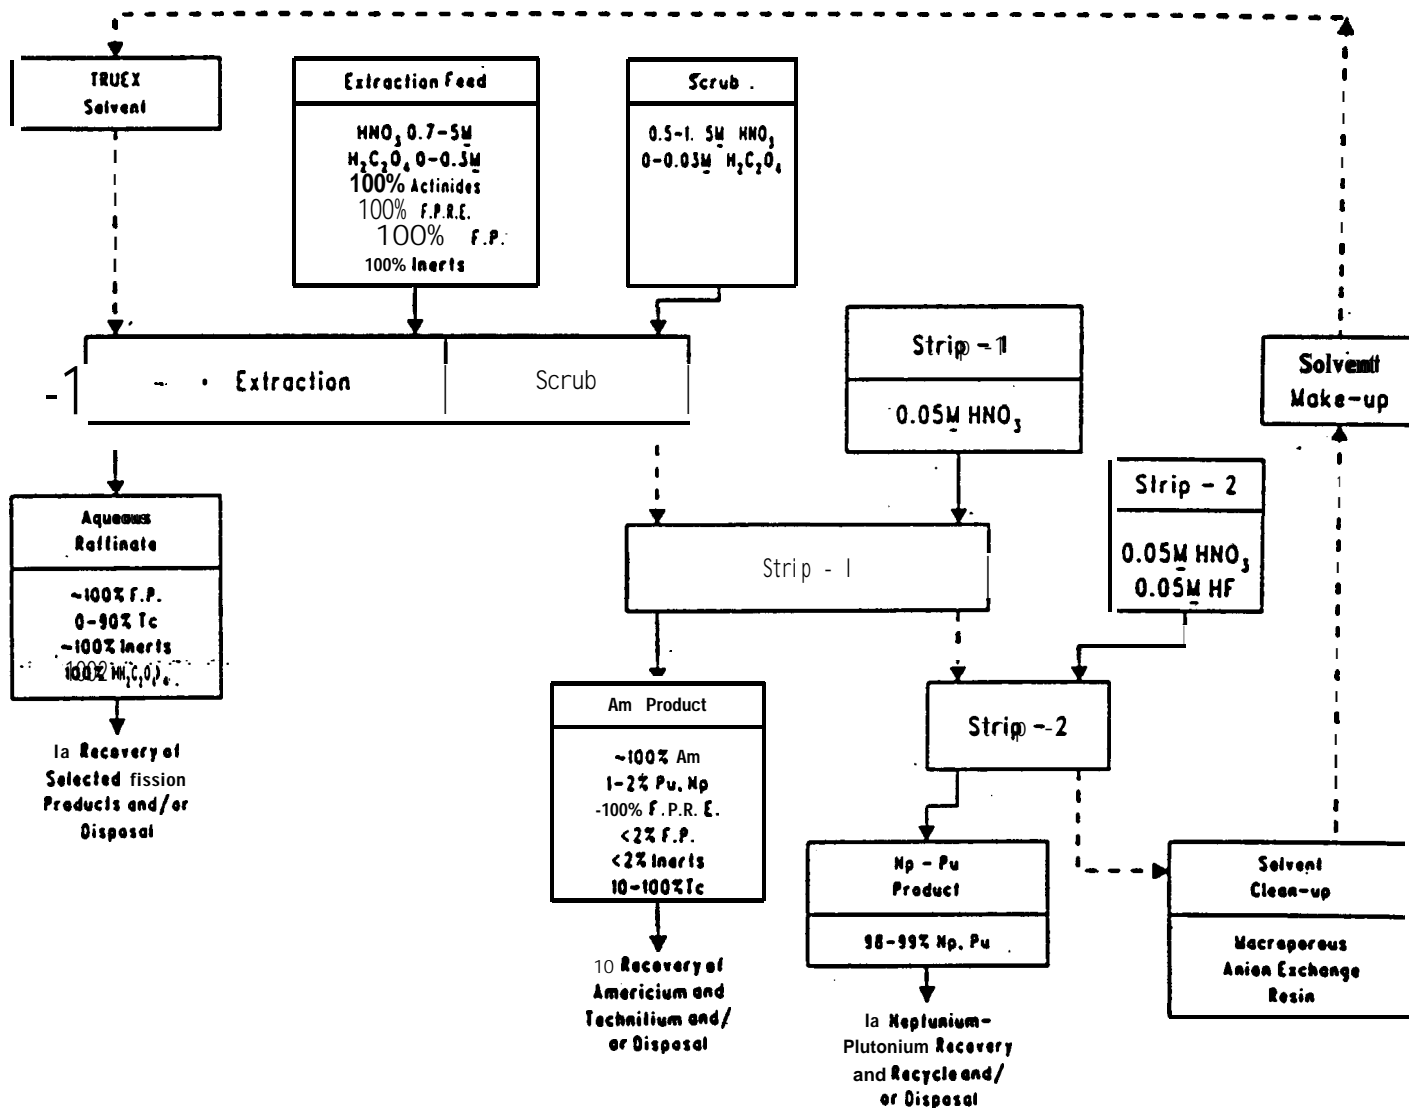 TRUEX
Solvent
Extraction Feed
HNO₃ 0.7-5M
H₂C₂O₄ 0-0.3M
100% Actinides
100% F.P.R.E.
100% F.P.
100% Inerts
Scrub .
0.5-1. 5M HNO₃
0-0.03M H₂C₂O₄
-1
Extraction
Scrub
Strip - 1
0.05M HNO₃
Solvent
Make-up
Strip - 2
0.05M HNO₃
0.05M HF
Aqueous
Raffinate
~100% F.P.
0-90% Tc
~100% Inerts
100%
Strip - I
Am Product
~100% Am
1-2% Pu, Np
-100% F.P.R. E.
<2% F.P.
<2% Inerts
10-100% Tc
Strip - 2
Ia Recovery of
Selected fission
Products and/or
Disposal
Np - Pu
Product
98-99% Np, Pu
Solvent
Clean-up
Macroporous
Anion Exchange
Resin
10 Recovery of
Americium and
Technitium and/
or Disposal
Ia Neptunium-
Plutonium Recovery
and Recycle and/
or Disposal